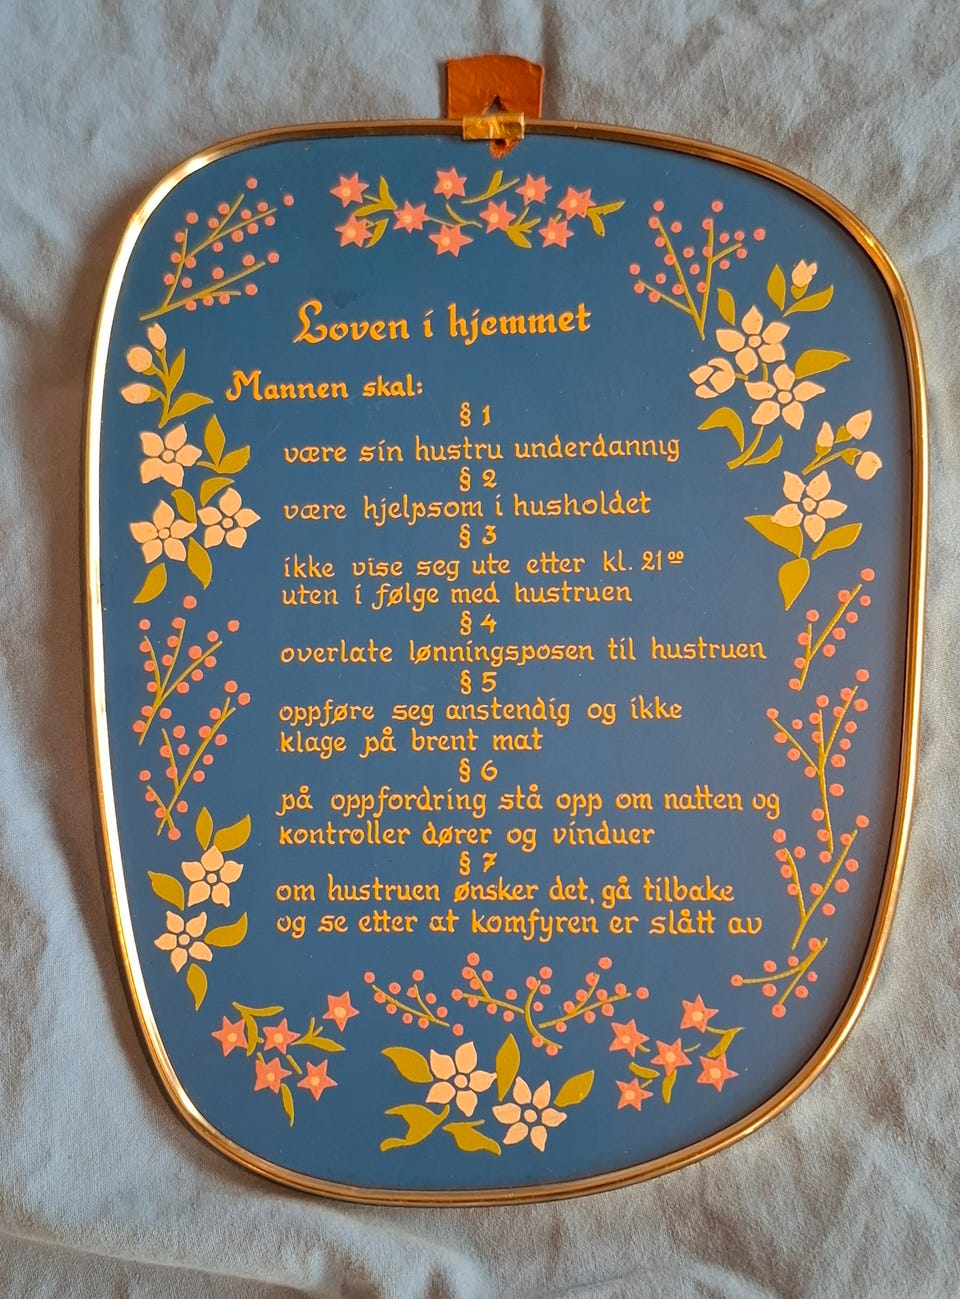 Loven i hjemmet
Mannen skal:
§ 1
være sin hustru underdannig
§ 2
være hjelpsom i husholdet
§ 3
ikke vise seg ute etter kl. 21⁰⁰
uten i følge med hustruen
§ 4
overlate lønningsposen til hustruen
§ 5
oppføre seg anstendig og ikke
klage på brent mat
§ 6
på oppfordring stå opp om natten og
kontroller dører og vinduer
§ 7
om hustruen ønsker det, gå tilbake
og se etter at komfyren er slått av